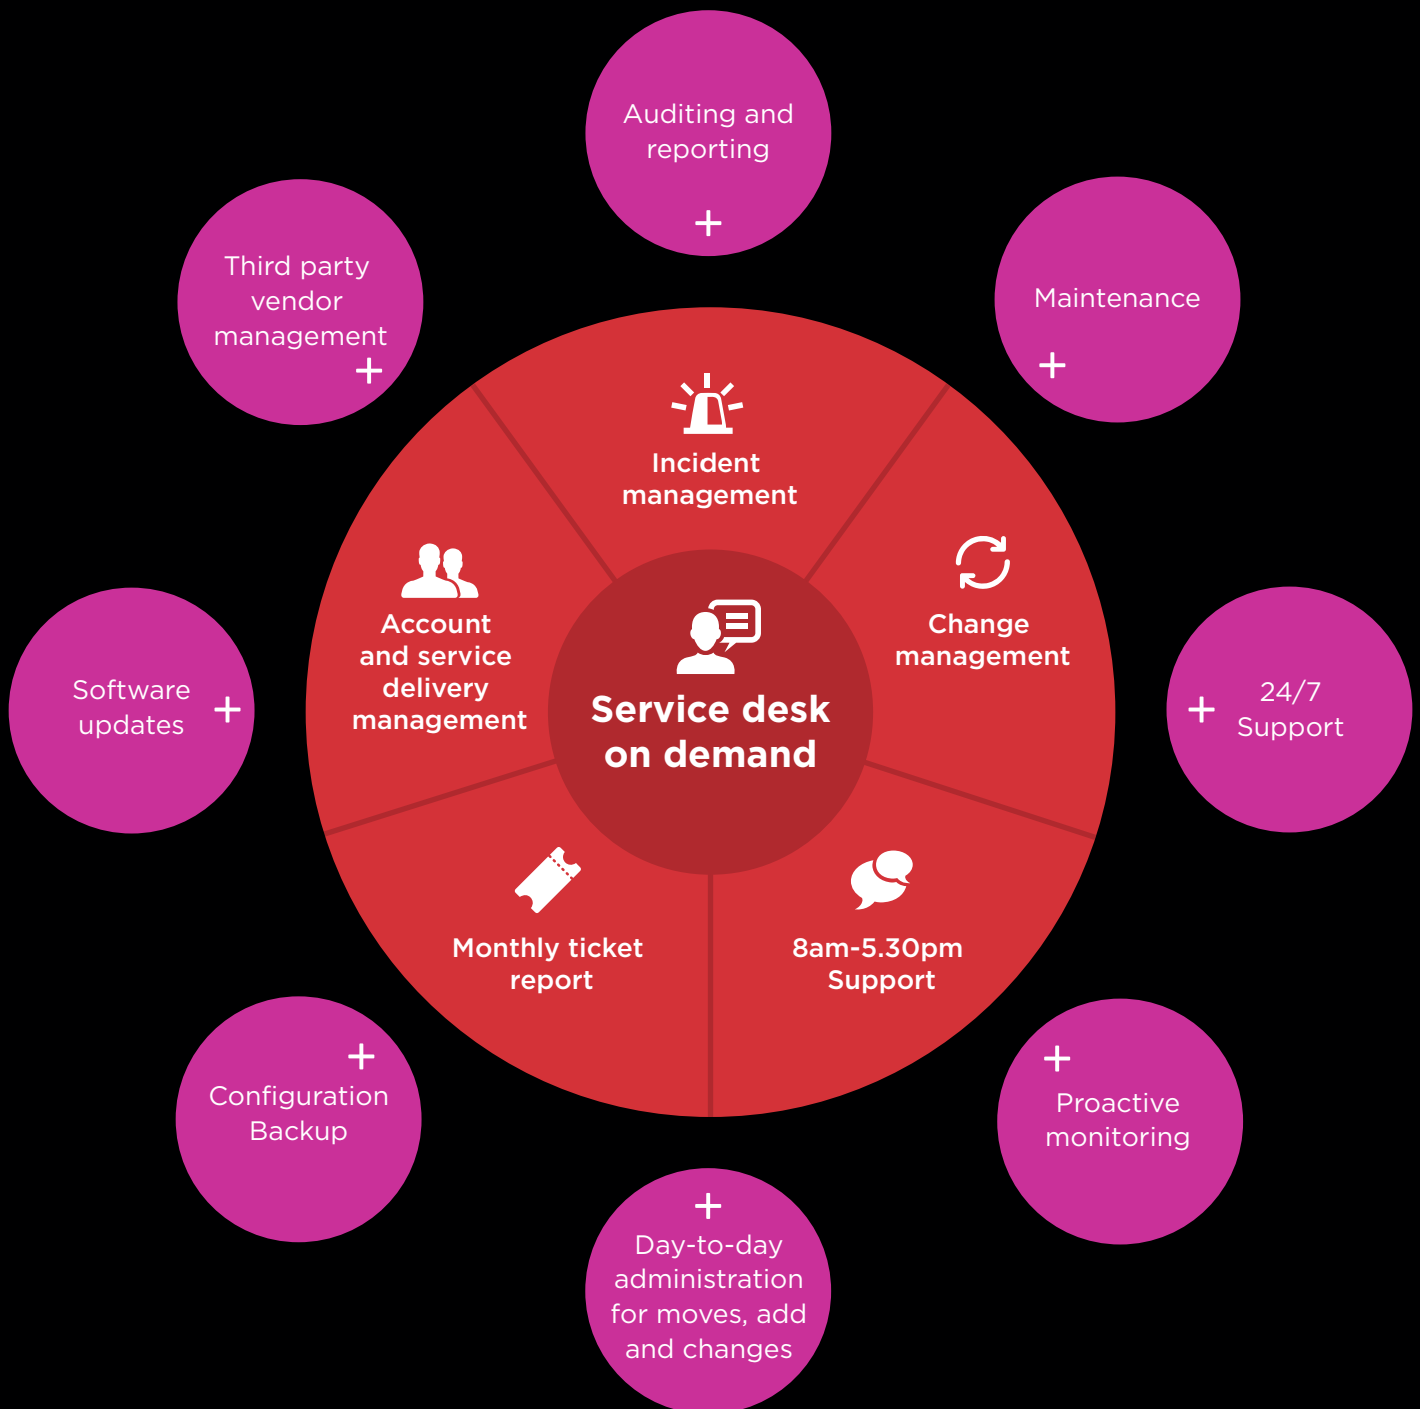 Auditing and
reporting
+
Third party
vendor
management
+
Maintenance
+
Incident
management
Account
and service
delivery
management
Change
management
Service desk
on demand
Software
updates
+
+
24/7
Support
Monthly ticket
report
8am-5.30pm
Support
+
Configuration
Backup
+
Proactive
monitoring
+
Day-to-day
administration
for moves, add
and changes